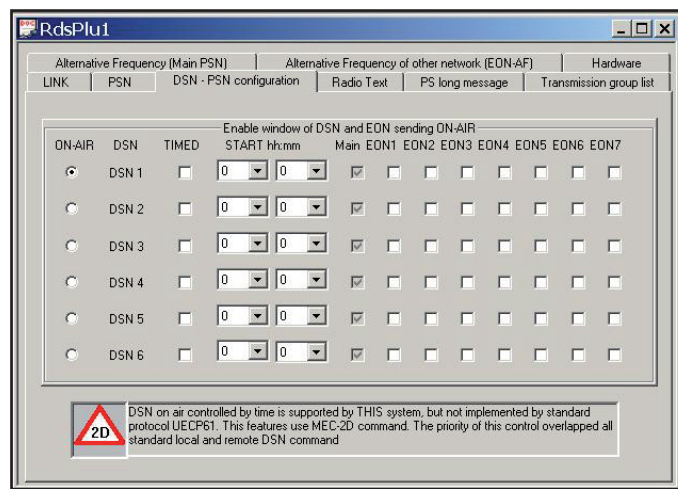 RdsPlu1
Alternative Frequency (Main PSN) Alternative Frequency of other network (EON-AF) Hardware
LINK PSN DSN - PSN configuration Radio Text PS long message Transmission group list
Enable window of DSN and EON sending ON-AIR
ON-AIR DSN TIMED START hh:mm Main EON1 EON2 EON3 EON4 EON5 EON6 EON7
DSN 1 0 0
DSN 2 0 0
DSN 3 0 0
DSN 4 0 0
DSN 5 0 0
DSN 6 0 0
2D
DSN on air controlled by time is supported by THIS system, but not implemented by standard
protocol UECP61. This features use MEC-2D command. The priority of this control overlapped all
standard local and remote DSN command